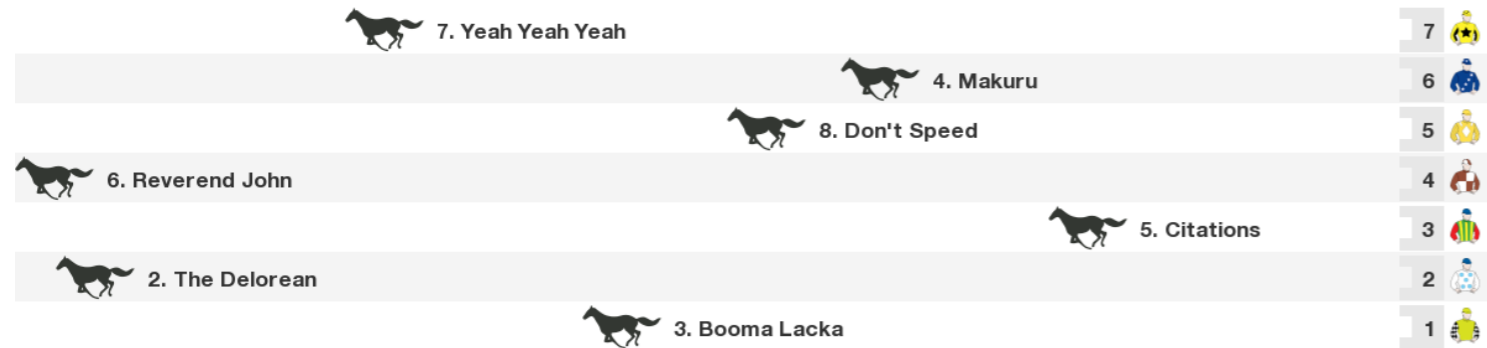 7. Yeah Yeah Yeah 7
4. Makuru 6
8. Don't Speed 5
6. Reverend John 4
5. Citations 3
2. The Delorean 2
3. Booma Lacka 1